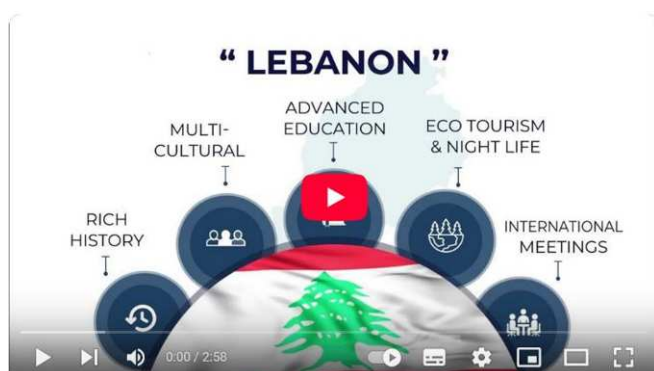 “ LEBANON ”
ADVANCED
EDUCATION
MULTI-
CULTURAL
ECO TOURISM
& NIGHT LIFE
RICH
HISTORY
INTERNATIONAL
MEETINGS
0:00 / 2:58